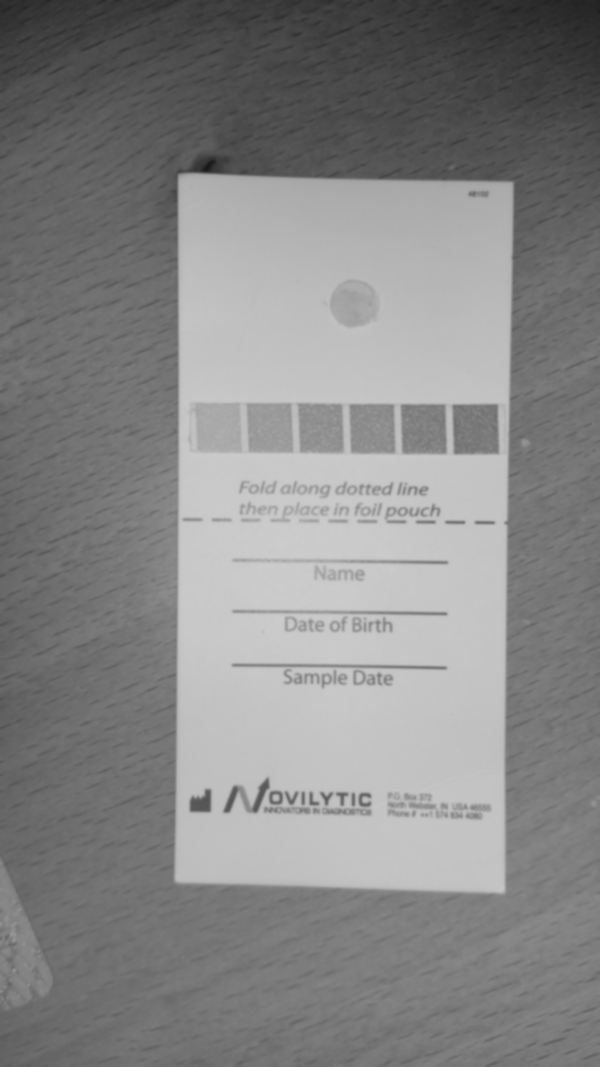 Fold along dotted line
then place in foil pouch
Name
Date of Birth
Sample Date
NOVILYTIC
INNOVATORS IN DIAGNOSTICS
P.O. Box 372
North Webster, IN USA 46555
Phone # ++1 574 834 4080